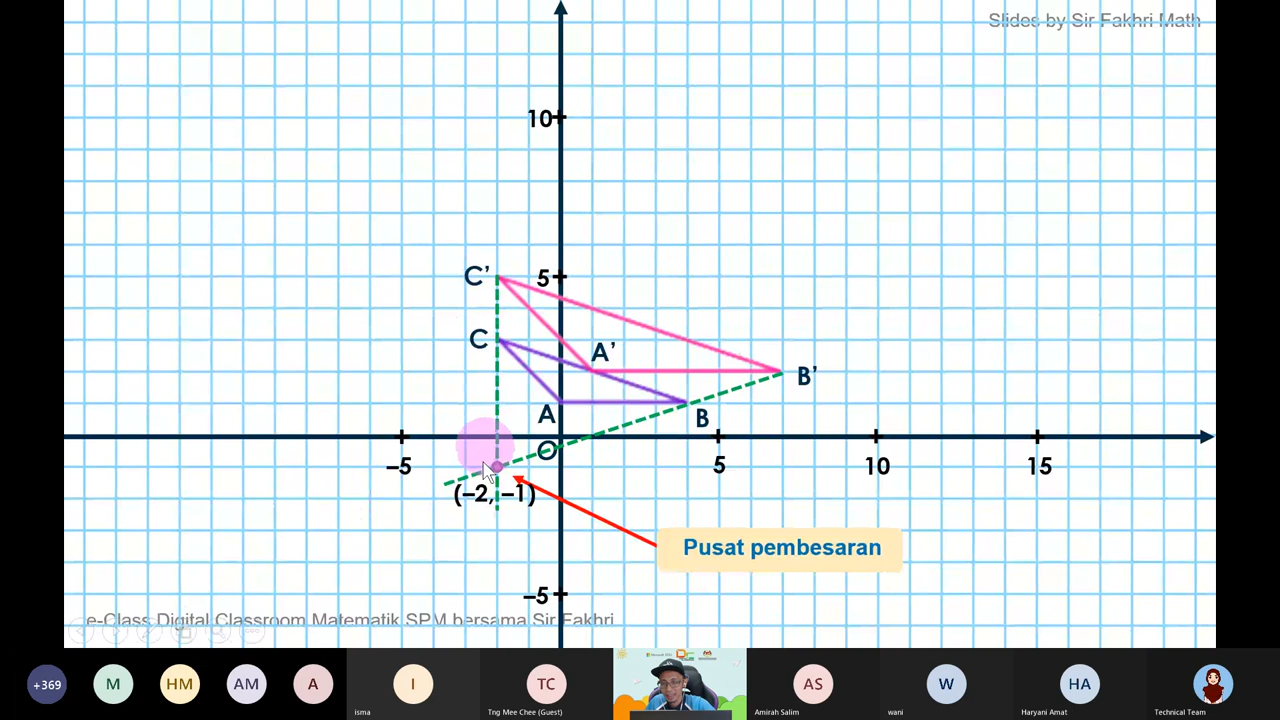 Slides by Sir Fakhri Math
10
C’
5
C
A’
B’
A
B
O
–5
5
10
15
(–2, –1)
Pusat pembesaran
–5
e-Class Digital Classroom Matematik SPM bersama Sir Fakhri
+369
M
HM
AM
A
I
TC
AS
W
HA
isma
Tng Mee Chee (Guest)
Amirah Salim
wani
Haryani Amat
Technical Team